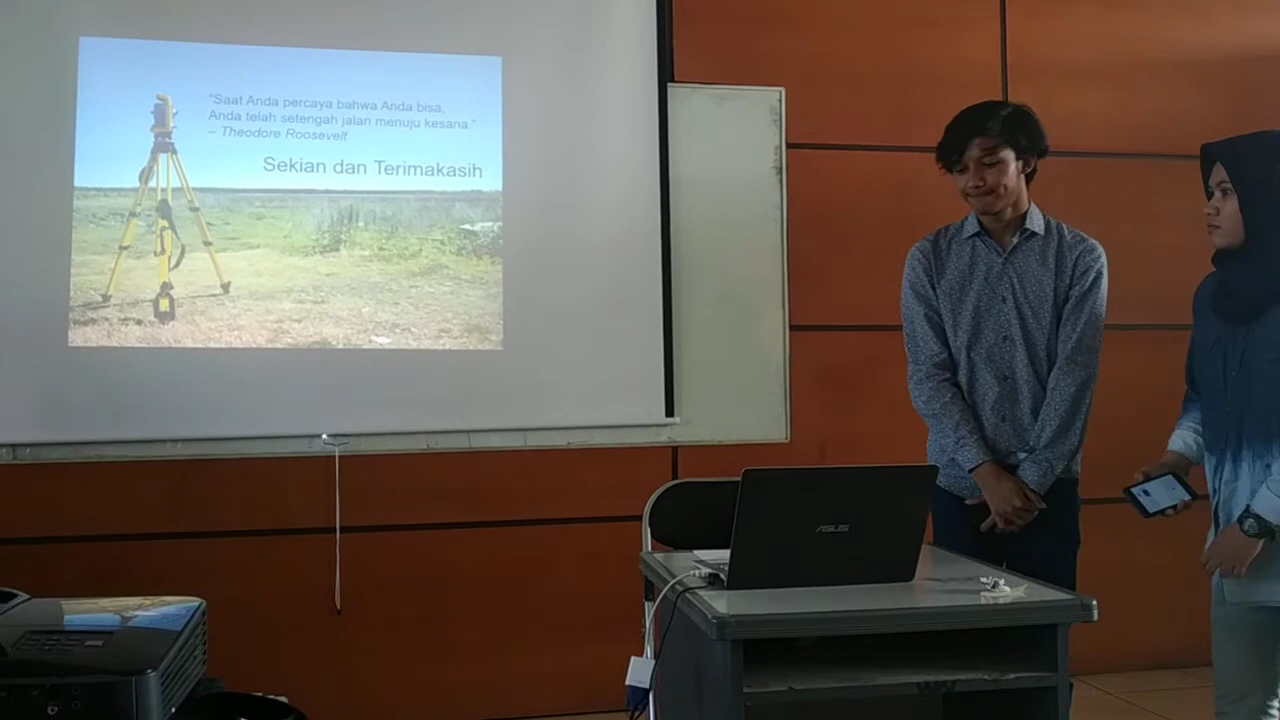 "Saat Anda percaya bahwa Anda bisa,
Anda telah setengah jalan menuju kesana."
– Theodore Roosevelt
Sekian dan Terimakasih
ASUS